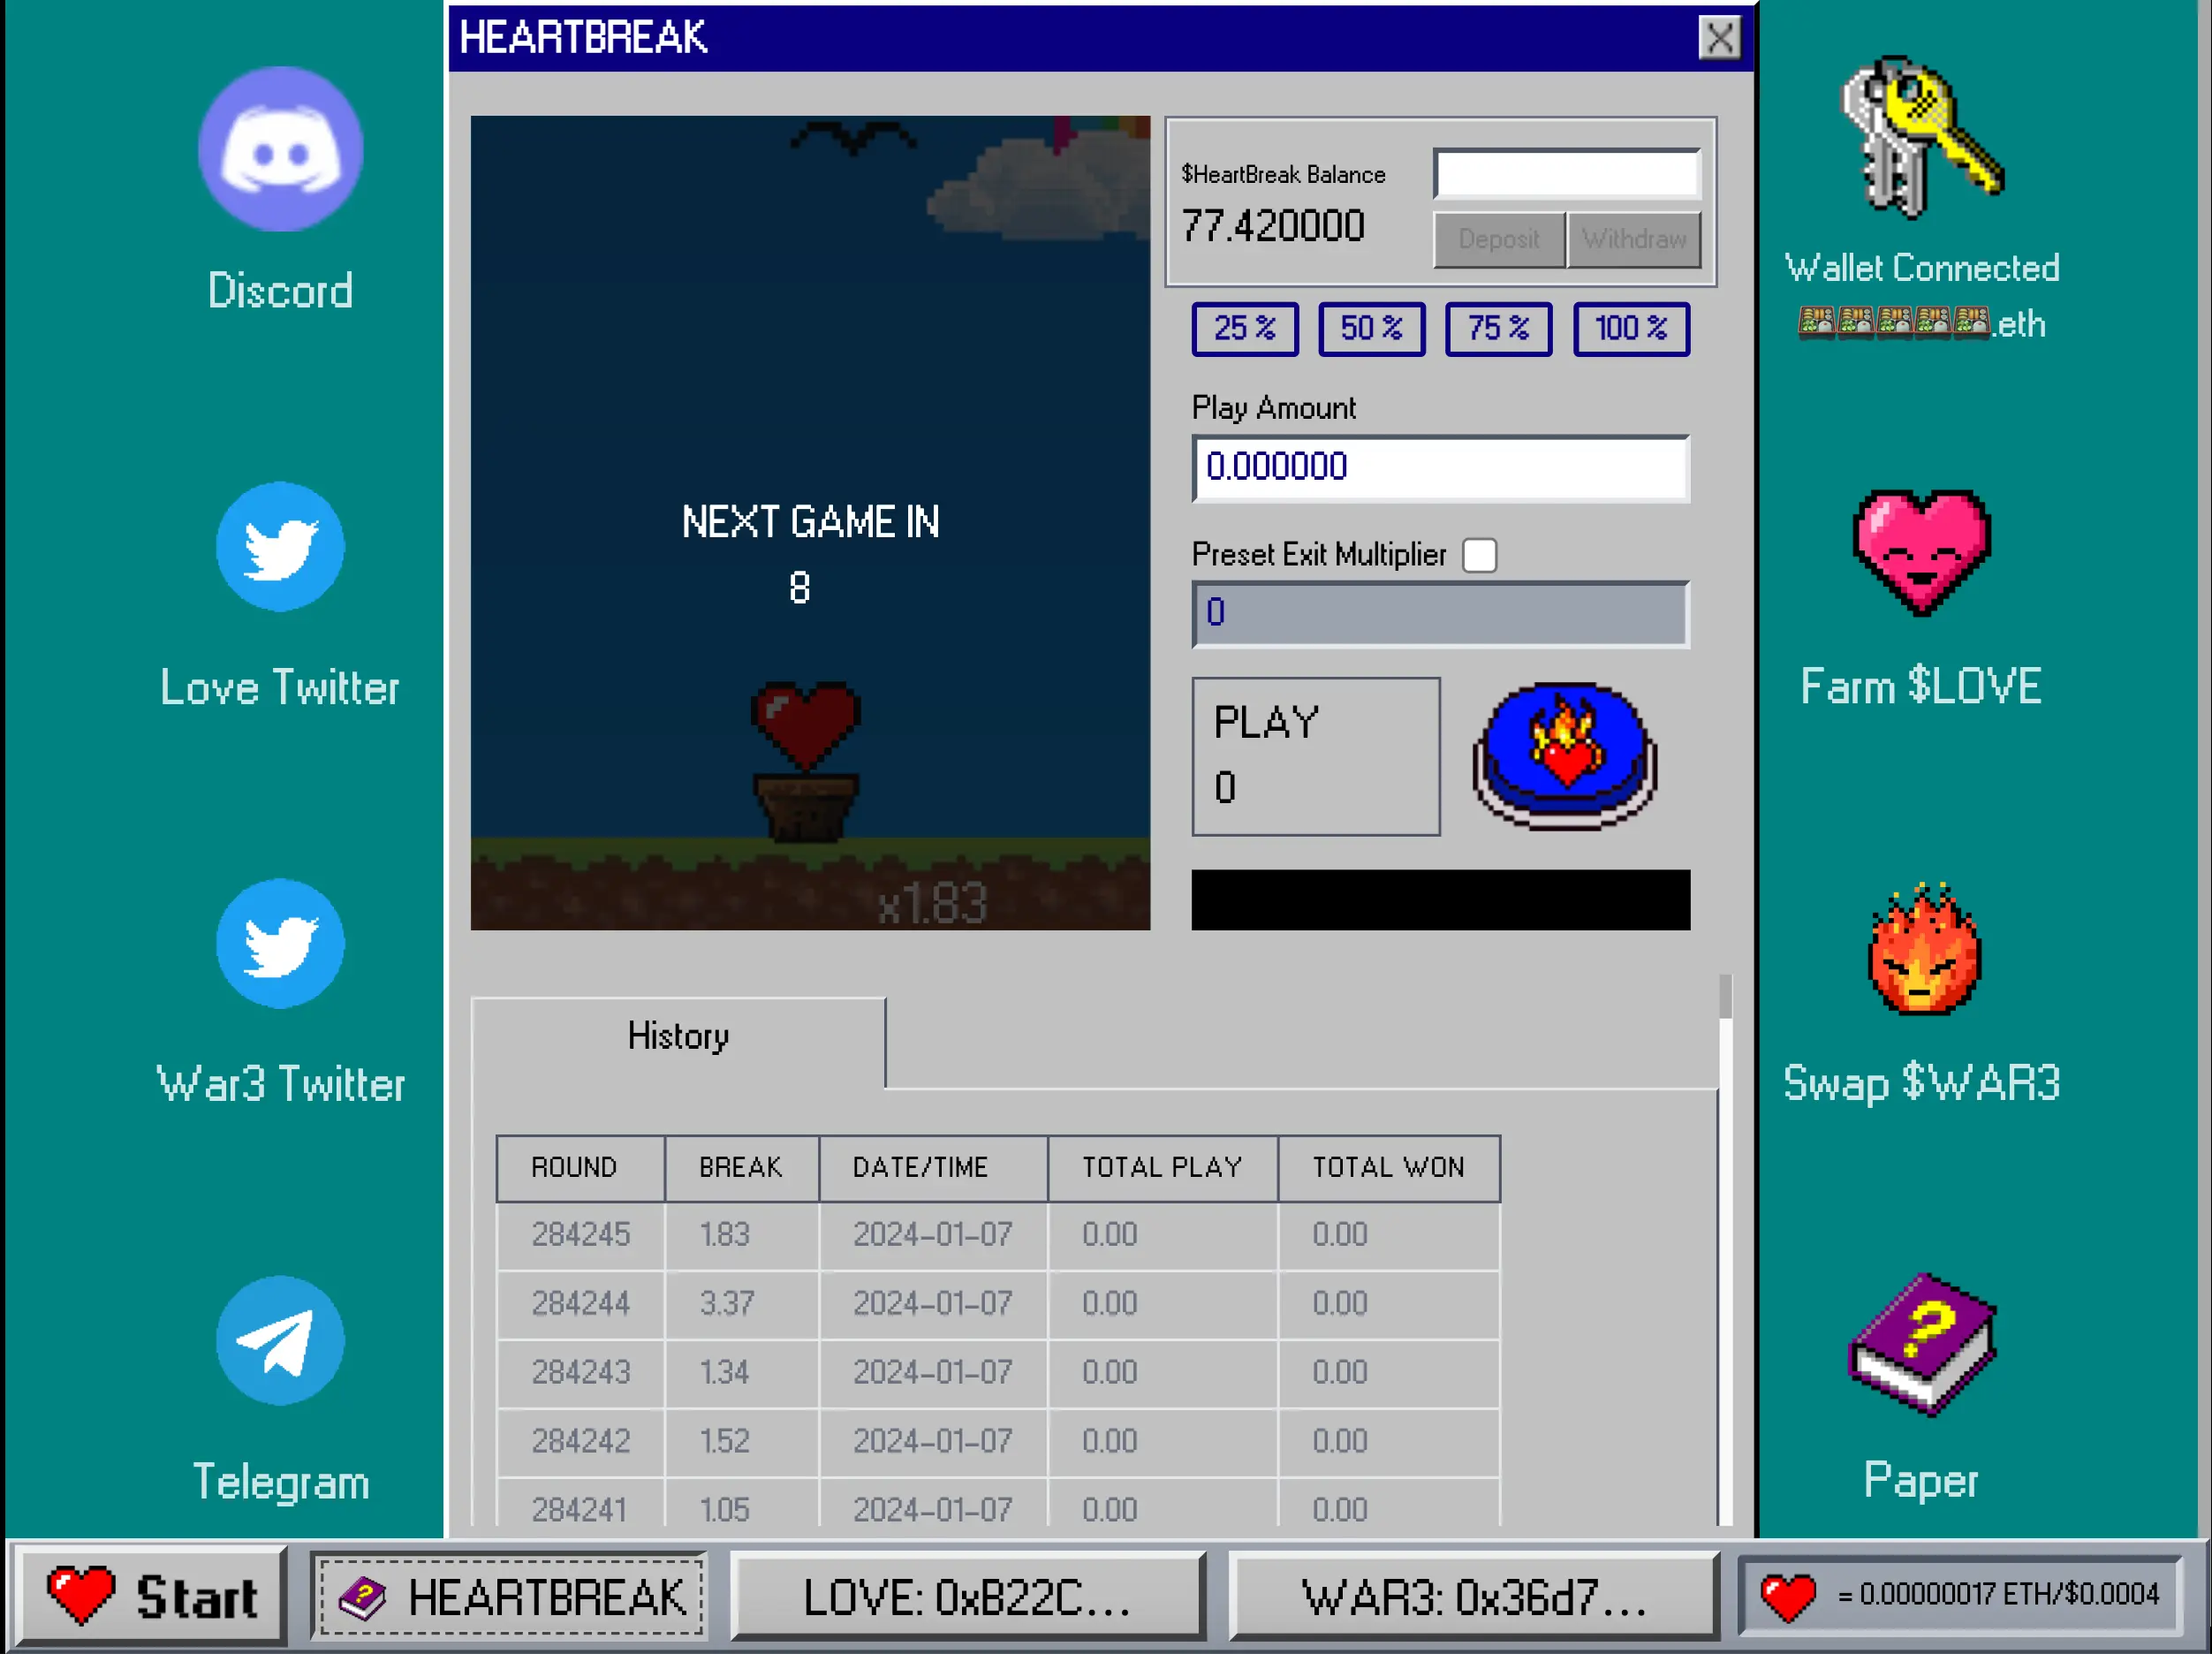 HEARTBREAK
Discord
Love Twitter
War3 Twitter
Telegram
NEXT GAME IN
8
x1.83
$HeartBreak Balance
77.420000
Deposit
Withdraw
25 %
50 %
75 %
100 %
Play Amount
0.000000
Preset Exit Multiplier
0
PLAY
0
History
ROUND BREAK DATE/TIME TOTAL PLAY TOTAL WON
284245 1.83 2024-01-07 0.00 0.00
284244 3.37 2024-01-07 0.00 0.00
284243 1.34 2024-01-07 0.00 0.00
284242 1.52 2024-01-07 0.00 0.00
284241 1.05 2024-01-07 0.00 0.00
Wallet Connected
🍱🍱🍱🍱🍱.eth
Farm $LOVE
Swap $WAR3
Paper
Start
HEARTBREAK
LOVE: 0xB22C...
WAR3: 0x36d7...
= 0.00000017 ETH/$0.0004